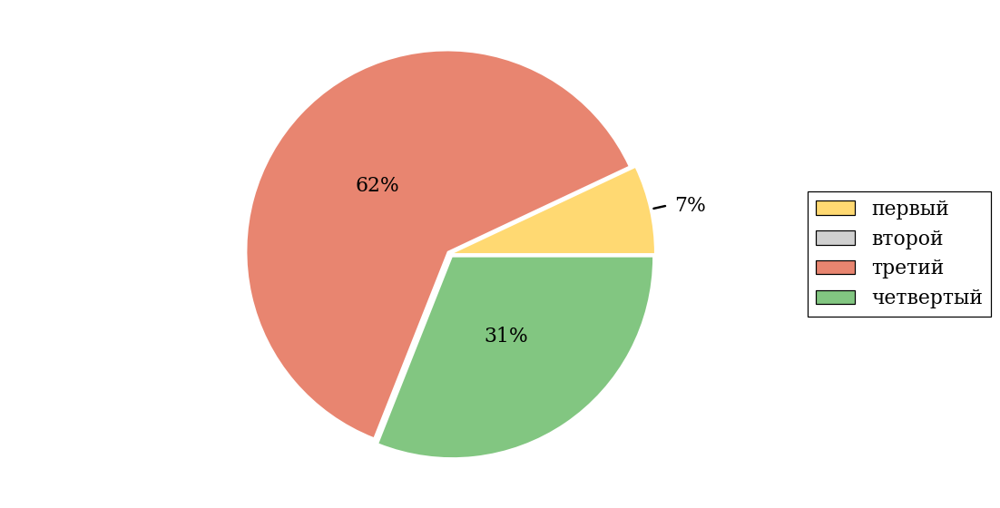 62%
7%
31%
первый
второй
третий
четвертый